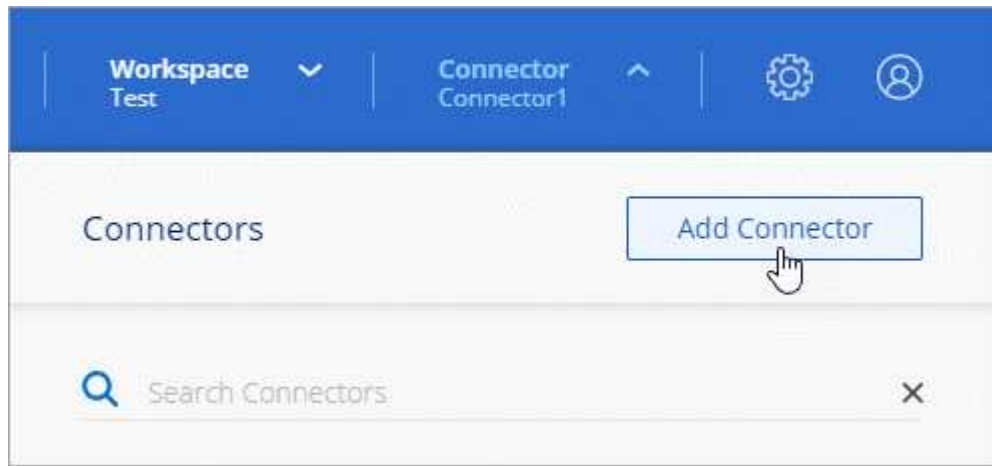 Workspace
Test
Connector
Connector1
Connectors
Add Connector
Search Connectors